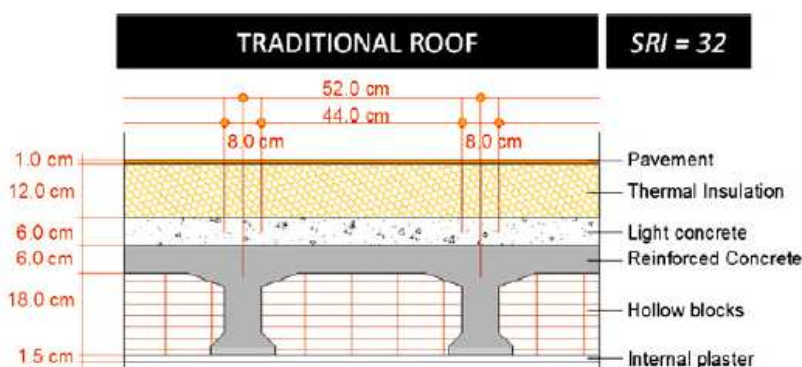 TRADITIONAL ROOF SRI = 32
52.0 cm
44.0 cm
8.0 cm 8.0 cm
1.0 cm Pavement
12.0 cm Thermal Insulation
6.0 cm Light concrete
6.0 cm Reinforced Concrete
18.0 cm Hollow blocks
1.5 cm Internal plaster